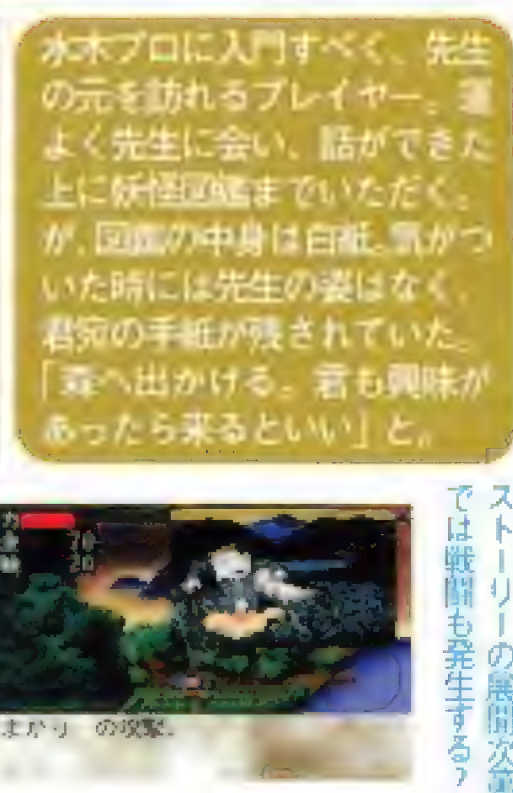 水木プロに入門すべく、先生
の元を訪れるプレイヤー。運
よく先生に会い、話ができた
上に妖怪図鑑までいただく。
が、図鑑の中身は白紙。気がつ
いた時には先生の姿はなく、
君宛の手紙が残されていた。
「森へ出かける。君も興味が
あったら来るといい」と。
ストーリーの展開次第
では戦闘も発生する?
の攻撃。